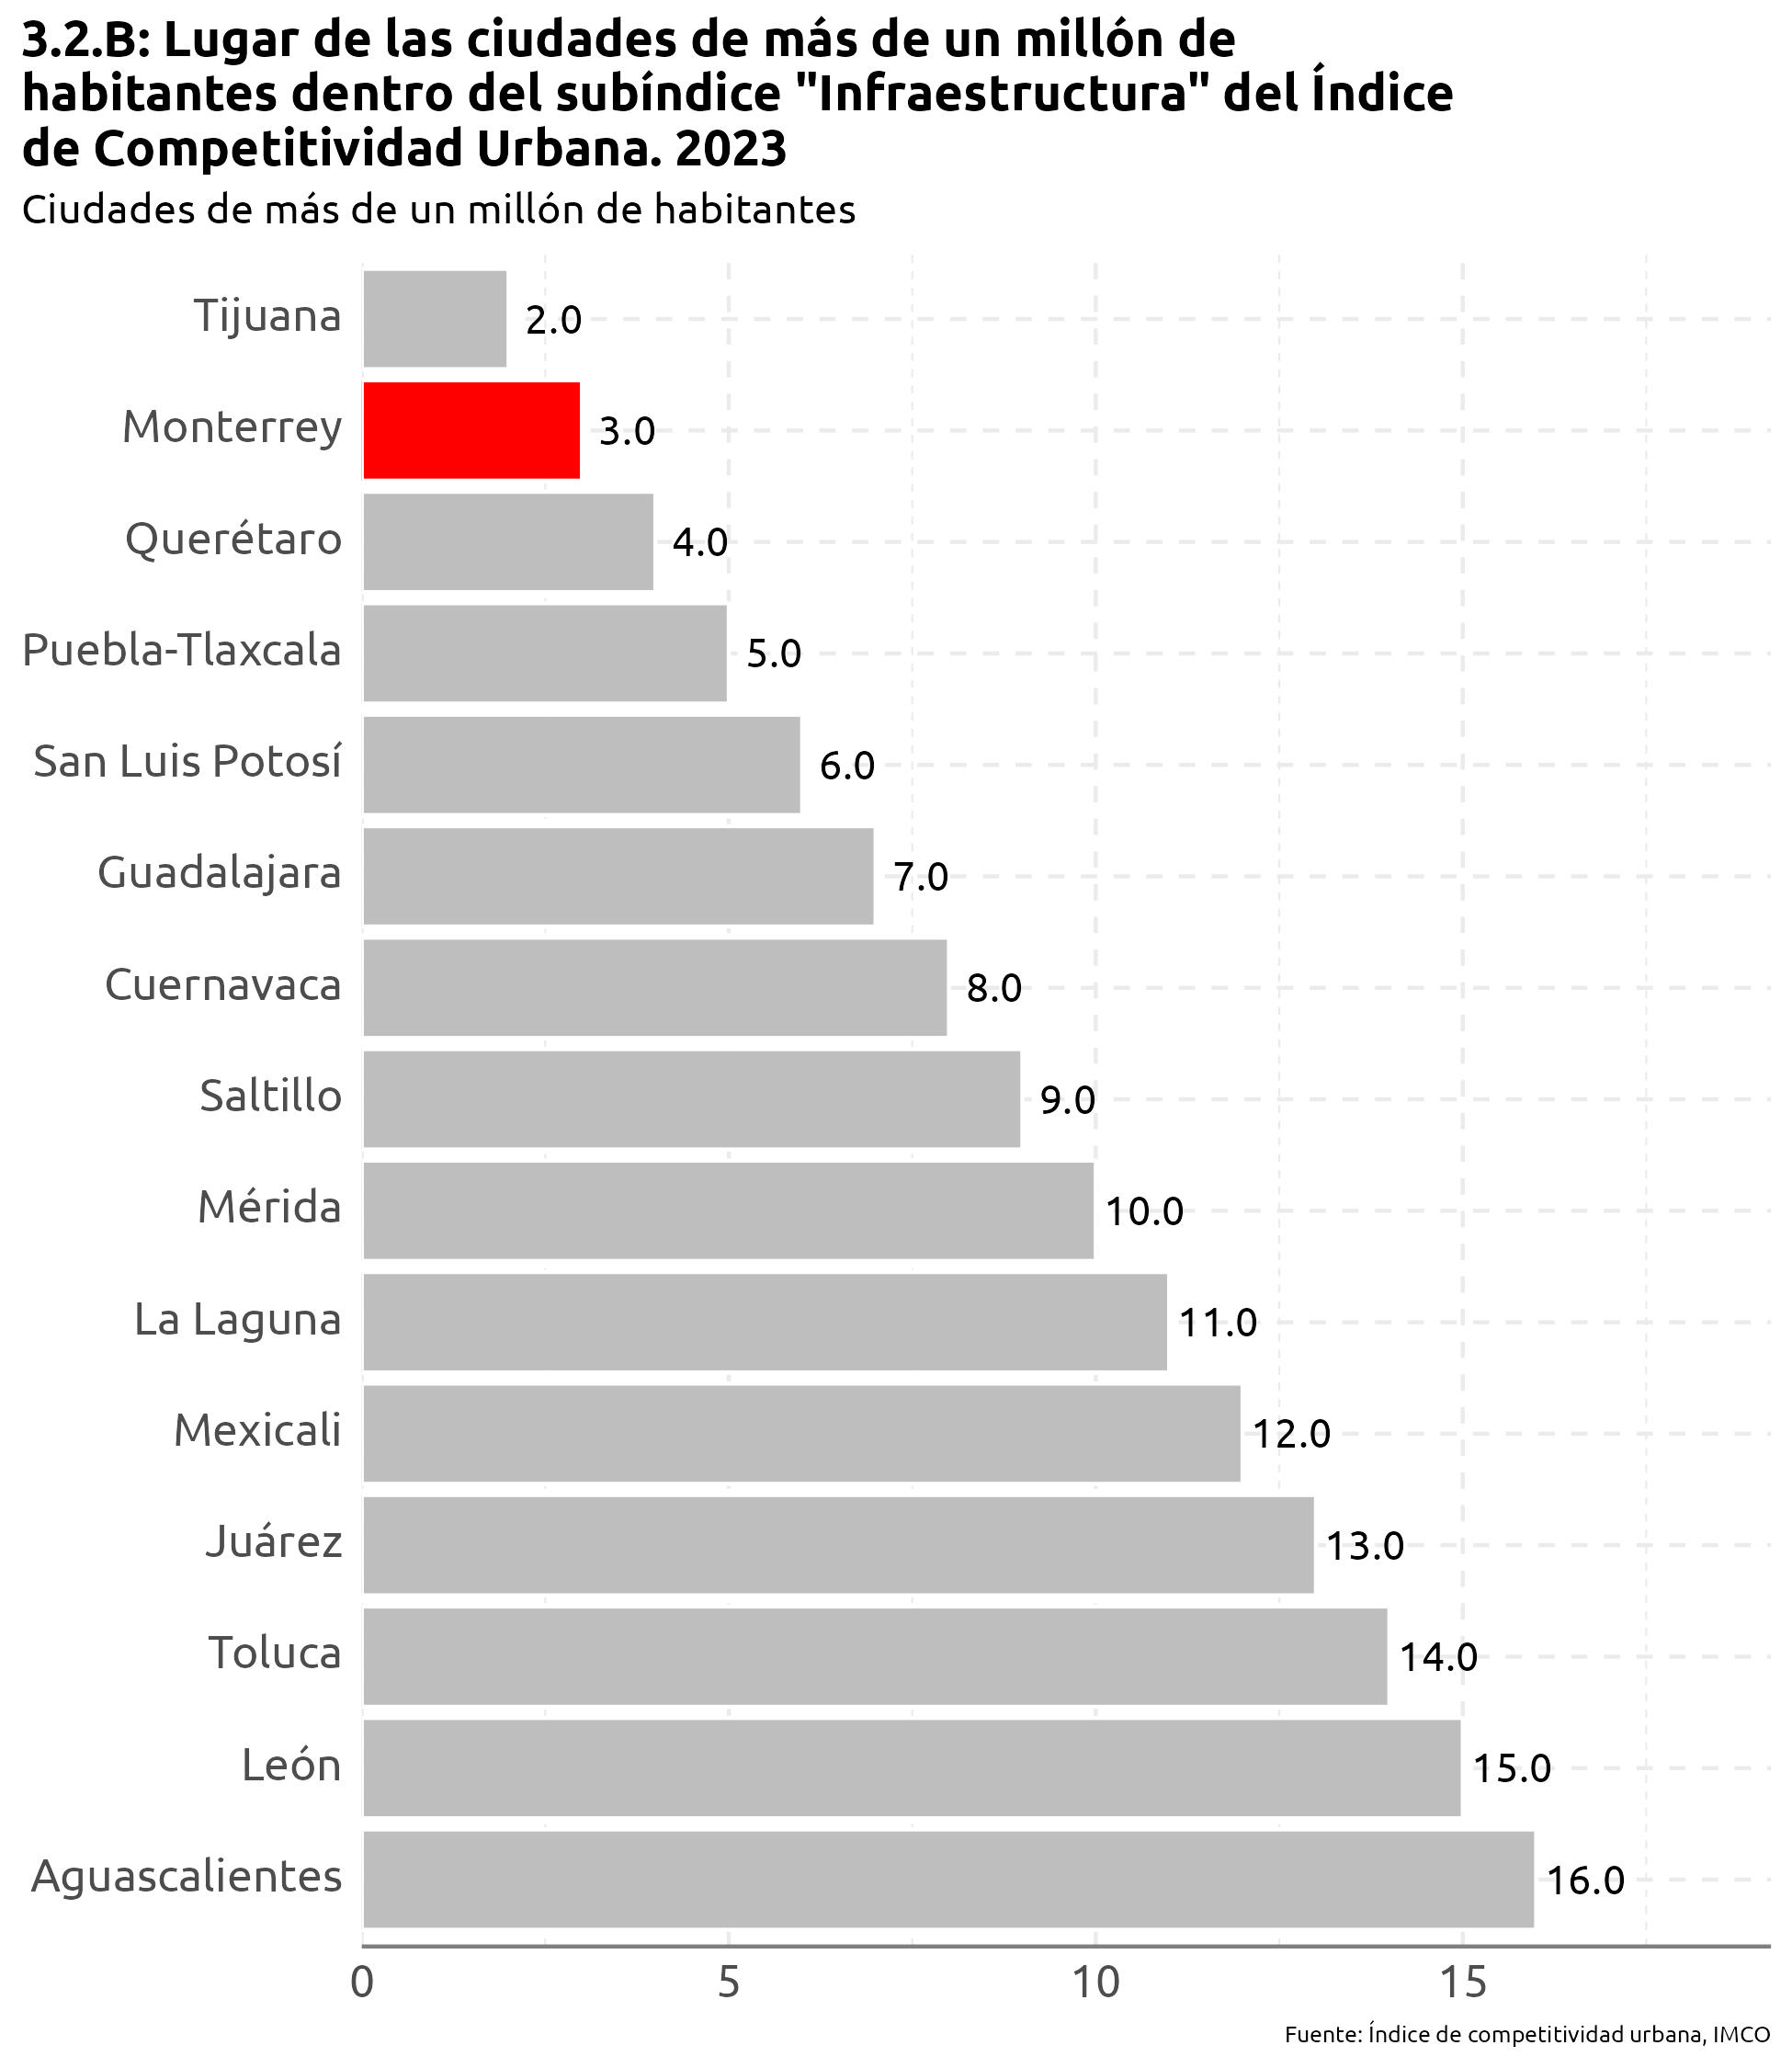 3.2.B: Lugar de las ciudades de más de un millón de
habitantes dentro del subíndice "Infraestructura" del Índice
de Competitividad Urbana. 2023
Ciudades de más de un millón de habitantes
Tijuana 2.0
Monterrey 3.0
Querétaro 4.0
Puebla-Tlaxcala 5.0
San Luis Potosí 6.0
Guadalajara 7.0
Cuernavaca 8.0
Saltillo 9.0
Mérida 10.0
La Laguna 11.0
Mexicali 12.0
Juárez 13.0
Toluca 14.0
León 15.0
Aguascalientes 16.0
0 5 10 15
Fuente: Índice de competitividad urbana, IMCO